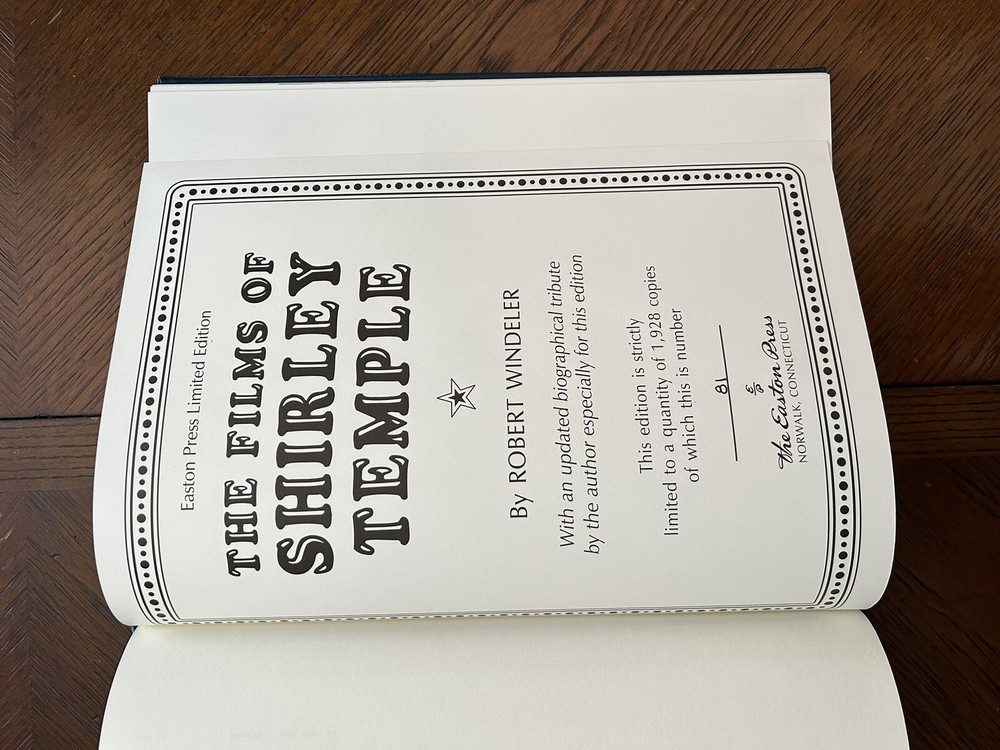 Easton Press Limited Edition
THE FILMS OF
SHIRLEY
TEMPLE
By ROBERT WINDELER
With an updated biographical tribute
by the author especially for this edition
This edition is strictly
limited to a quantity of 1,928 copies
of which this is number
81
E
P
The Easton Press
NORWALK, CONNECTICUT